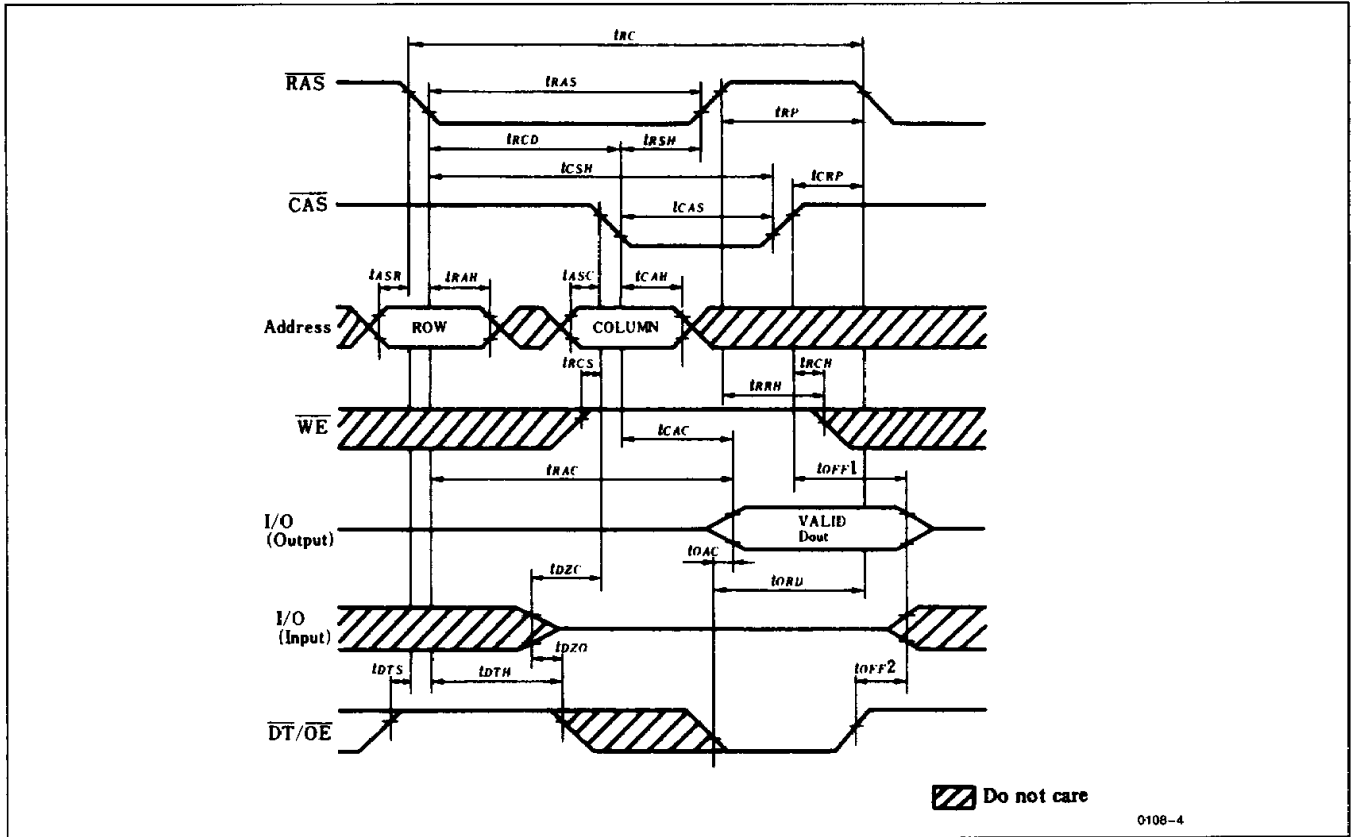 tRC
RAS
tRAS
tRP
tRCD
tRSH
tCSH
tCRP
CAS
tCAS
tASR
tRAH
tASC
tCAH
Address
ROW
COLUMN
tRCS
tRCH
tRRH
WE
tCAC
tRAC
tOFF1
I/O
(Output)
VALID
Dout
tOAC
tDZC
tORD
I/O
(Input)
tDZO
tDTS
tDTH
tOFF2
DT/OE
Do not care
0108-4